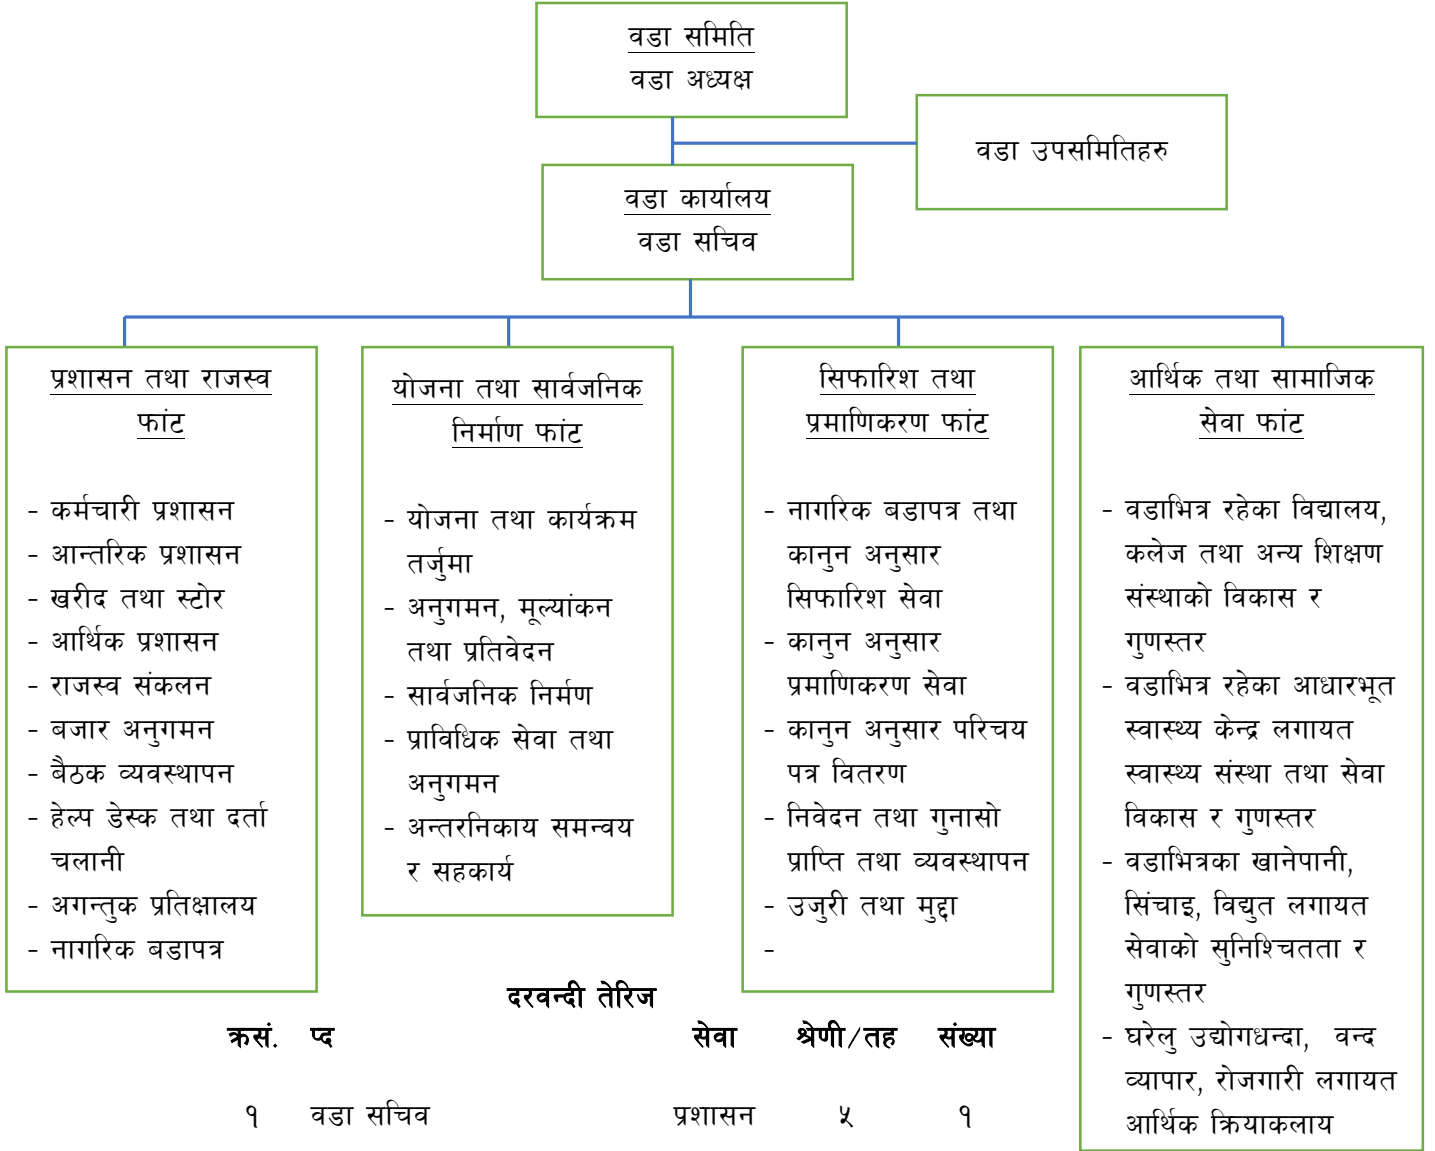 वडा समिति
वडा अध्यक्ष
वडा उपसमितिहरु
वडा कार्यालय
वडा सचिव
प्रशासन तथा राजस्व
फांट
- कर्मचारी प्रशासन
- आन्तरिक प्रशासन
- खरीद तथा स्टोर
- आर्थिक प्रशासन
- राजस्व संकलन
- बजार अनुगमन
- बैठक व्यवस्थापन
- हेल्प डेस्क तथा दर्ता
चलानी
- अगन्तुक प्रतिक्षालय
- नागरिक बडापत्र
योजना तथा सार्वजनिक
निर्माण फांट
- योजना तथा कार्यक्रम
तर्जुमा
- अनुगमन, मूल्यांकन
तथा प्रतिवेदन
- सार्वजनिक निर्मण
- प्राविधिक सेवा तथा
अनुगमन
- अन्तरनिकाय समन्वय
र सहकार्य
सिफारिश तथा
प्रमाणिकरण फांट
- नागरिक बडापत्र तथा
कानुन अनुसार
सिफारिश सेवा
- कानुन अनुसार
प्रमाणिकरण सेवा
- कानुन अनुसार परिचय
पत्र वितरण
- निवेदन तथा गुनासो
प्राप्ति तथा व्यवस्थापन
- उजुरी तथा मुद्दा
-
आर्थिक तथा सामाजिक
सेवा फांट
- वडाभित्र रहेका विद्यालय,
कलेज तथा अन्य शिक्षण
संस्थाको विकास र
गुणस्तर
- वडाभित्र रहेका आधारभूत
स्वास्थ्य केन्द्र लगायत
स्वास्थ्य संस्था तथा सेवा
विकास र गुणस्तर
- वडाभित्रका खानेपानी,
सिंचाइ, विद्युत लगायत
सेवाको सुनिश्चितता र
गुणस्तर
- घरेलु उद्योगधन्दा, वन्द
व्यापार, रोजगारी लगायत
आर्थिक क्रियाकलाय
दरवन्दी तेरिज
क्रसं. प्द सेवा श्रेणी/तह संख्या
१ वडा सचिव प्रशासन ५ १